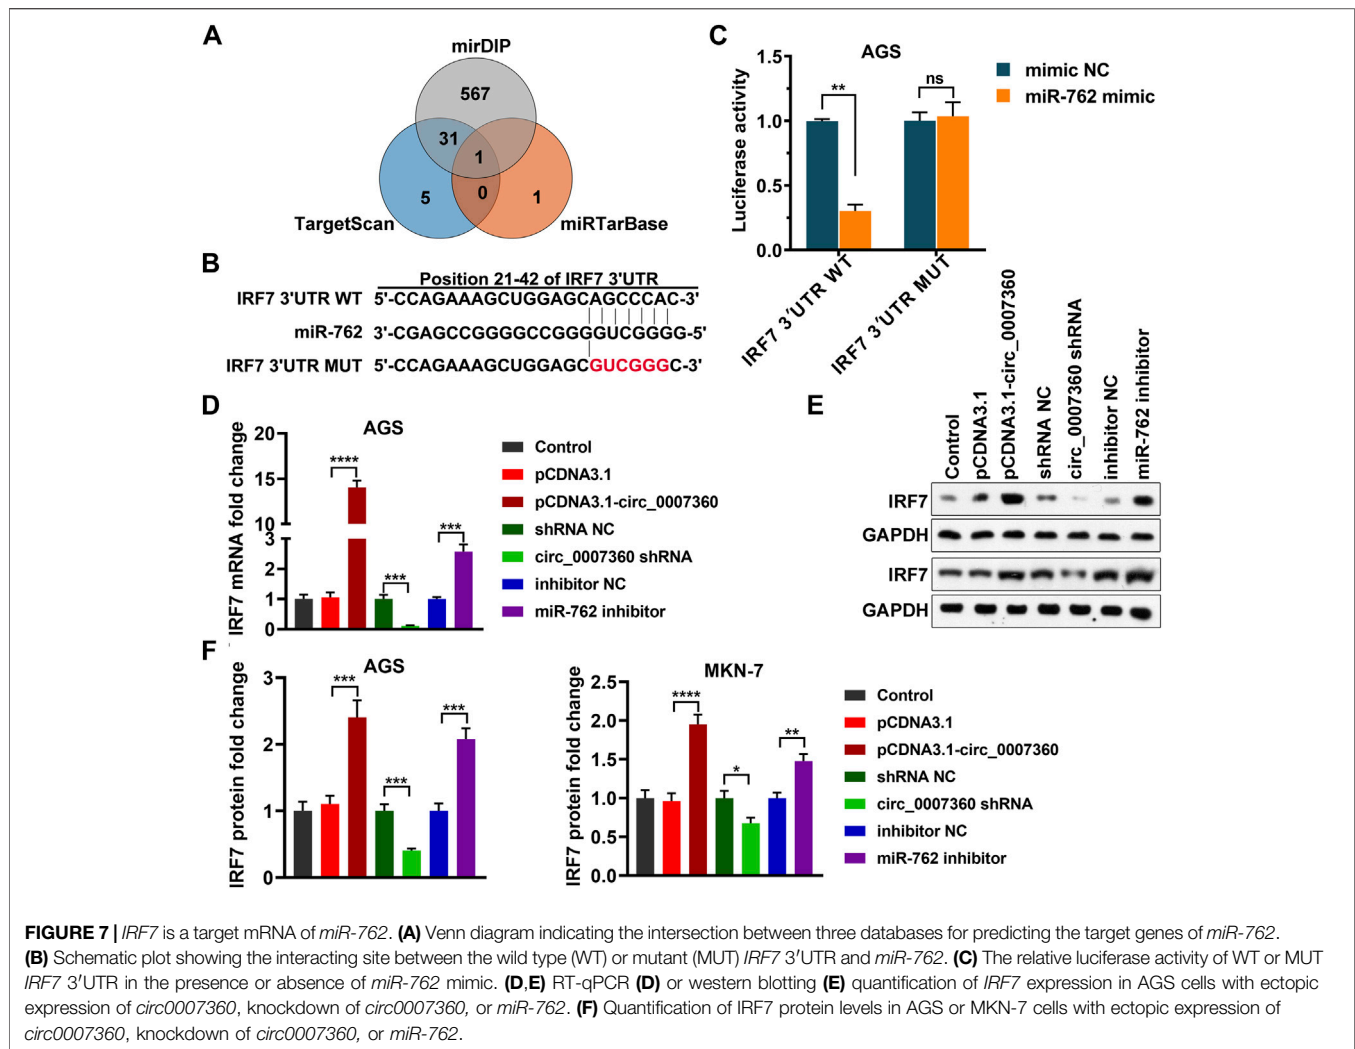 A
mirDIP
567
31
1
5
0
1
TargetScan
miRTarBase
B
Position 21-42 of IRF7 3'UTR
IRF7 3'UTR WT 5'-CCAGAAAGCUGGAGCAGCCCAC-3'
miR-762 3'-CGAGCCGGGGCCGGGGUCGGGG-5'
IRF7 3'UTR MUT 5'-CCAGAAAGCUGGAGCGUCGGGC-3'
C
AGS
Luciferase activity
1.5
1.0
0.5
0.0
**
ns
mimic NC
miR-762 mimic
IRF7 3'UTR WT
IRF7 3'UTR MUT
D
AGS
IRF7 mRNA fold change
20
15
10
3
2
1
0
****
***
***
Control
pCDNA3.1
pCDNA3.1-circ_0007360
shRNA NC
circ_0007360 shRNA
inhibitor NC
miR-762 inhibitor
E
Control
pCDNA3.1
pCDNA3.1-circ_0007360
shRNA NC
circ_0007360 shRNA
inhibitor NC
miR-762 inhibitor
IRF7
GAPDH
IRF7
GAPDH
F
AGS
IRF7 protein fold change
3
2
1
0
***
***
***
MKN-7
IRF7 protein fold change
2.5
2.0
1.5
1.0
0.5
0.0
****
*
**
Control
pCDNA3.1
pCDNA3.1-circ_0007360
shRNA NC
circ_0007360 shRNA
inhibitor NC
miR-762 inhibitor
FIGURE 7 | IRF7 is a target mRNA of miR-762. (A) Venn diagram indicating the intersection between three databases for predicting the target genes of miR-762.
(B) Schematic plot showing the interacting site between the wild type (WT) or mutant (MUT) IRF7 3′UTR and miR-762. (C) The relative luciferase activity of WT or MUT
IRF7 3′UTR in the presence or absence of miR-762 mimic. (D,E) RT-qPCR (D) or western blotting (E) quantification of IRF7 expression in AGS cells with ectopic
expression of circ0007360, knockdown of circ0007360, or miR-762. (F) Quantification of IRF7 protein levels in AGS or MKN-7 cells with ectopic expression of
circ0007360, knockdown of circ0007360, or miR-762.